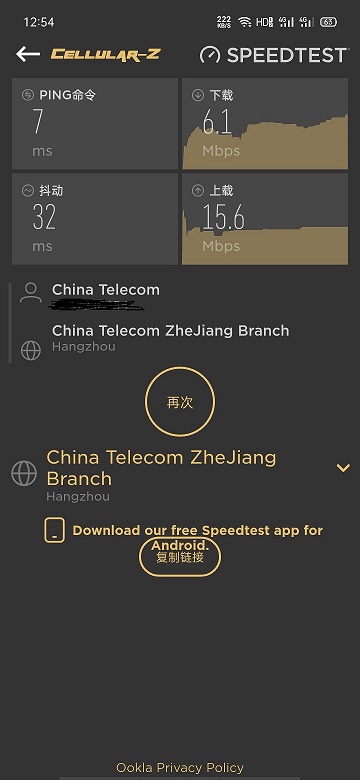 12:54
222 KB/S HD 4G 4G 63
CELLULAR-Z
SPEEDTEST
PING命令
7
ms
下载
6.1
Mbps
抖动
32
ms
上载
15.6
Mbps
China Telecom
China Telecom ZheJiang Branch
Hangzhou
再次
China Telecom ZheJiang
Branch
Hangzhou
Download our free Speedtest app for
Android.
复制链接
Ookla Privacy Policy